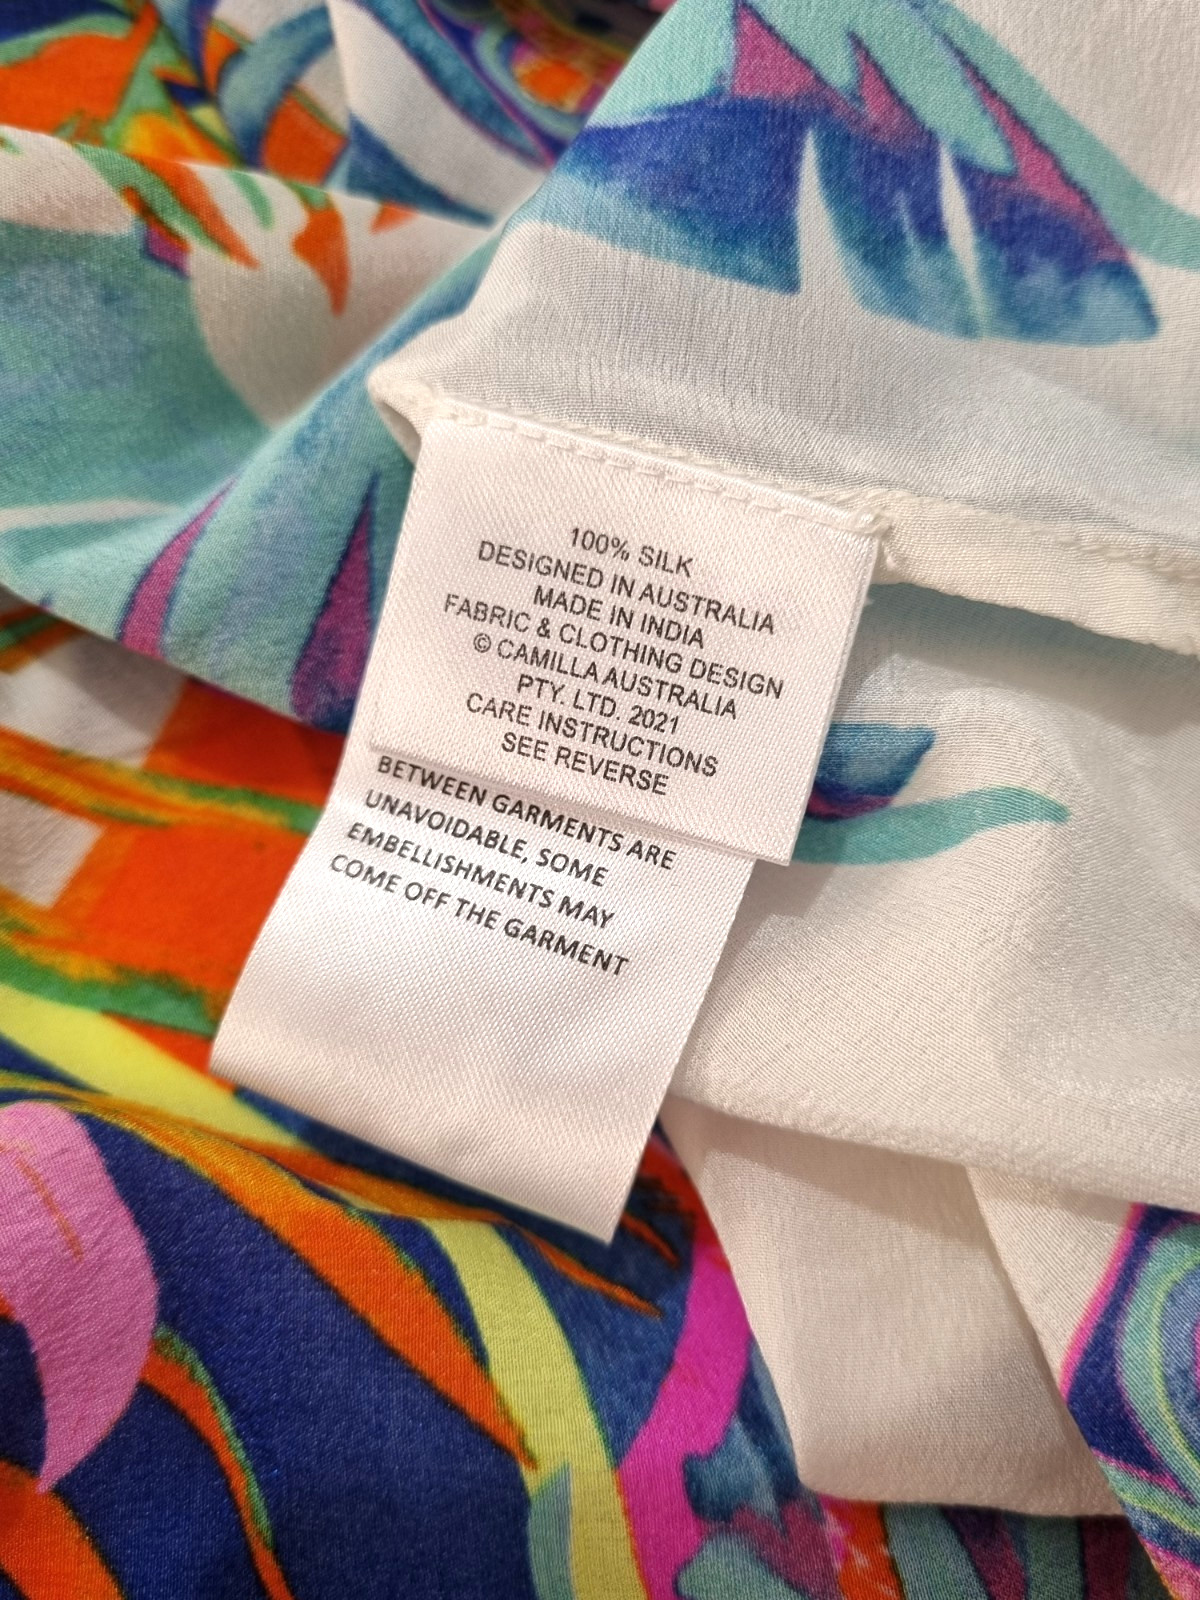 100% SILK
DESIGNED IN AUSTRALIA
MADE IN INDIA
FABRIC & CLOTHING DESIGN
© CAMILLA AUSTRALIA
PTY. LTD. 2021
CARE INSTRUCTIONS
SEE REVERSE
BETWEEN GARMENTS ARE
UNAVOIDABLE, SOME
EMBELLISHMENTS MAY
COME OFF THE GARMENT